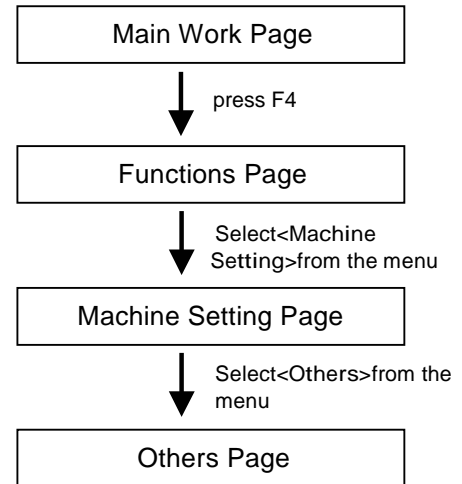 Main Work Page
press F4
Functions Page
Select<Machine
Setting>from the menu
Machine Setting Page
Select<Others>from the
menu
Others Page